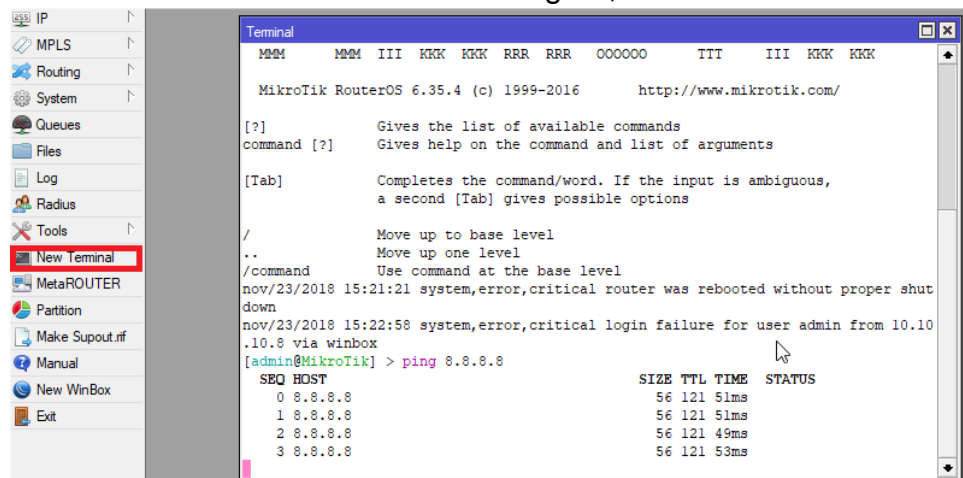 IP
MPLS
Routing
System
Queues
Files
Log
Radius
Tools
New Terminal
MetaROUTER
Partition
Make Supout.rif
Manual
New WinBox
Exit
Terminal
MMM MMM III KKK KKK RRR RRR OOOOOO TTT III KKK KKK
MikroTik RouterOS 6.35.4 (c) 1999-2016 http://www.mikrotik.com/
[?] Gives the list of available commands
command [?] Gives help on the command and list of arguments
[Tab] Completes the command/word. If the input is ambiguous,
a second [Tab] gives possible options
/ Move up to base level
.. Move up one level
/command Use command at the base level
nov/23/2018 15:21:21 system,error,critical router was rebooted without proper shut
down
nov/23/2018 15:22:58 system,error,critical login failure for user admin from 10.10
.10.8 via winbox
[admin@MikroTik] > ping 8.8.8.8
SEQ HOST SIZE TTL TIME STATUS
0 8.8.8.8 56 121 51ms
1 8.8.8.8 56 121 51ms
2 8.8.8.8 56 121 49ms
3 8.8.8.8 56 121 53ms